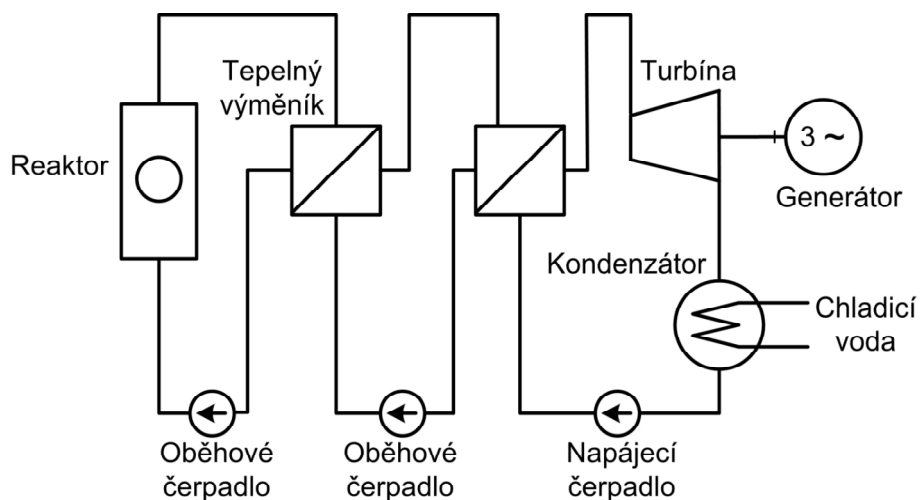 Tepelný
výměník
Turbína
Reaktor
3 ~
Generátor
Kondenzátor
Chladicí
voda
Oběhové
čerpadlo
Oběhové
čerpadlo
Napájecí
čerpadlo